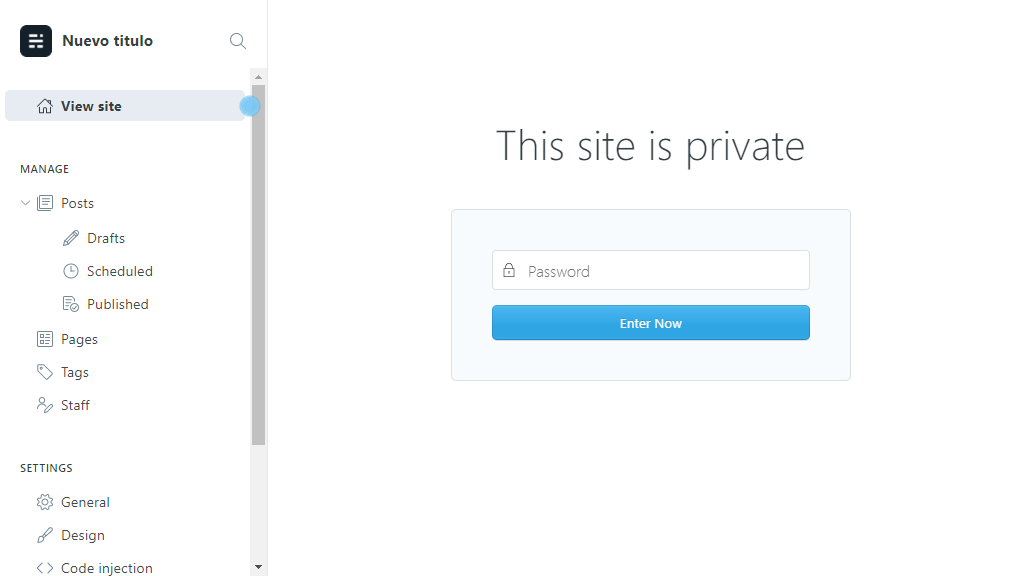 Nuevo titulo
View site
MANAGE
Posts
Drafts
Scheduled
Published
Pages
Tags
Staff
SETTINGS
General
Design
Code injection
This site is private
Password
Enter Now